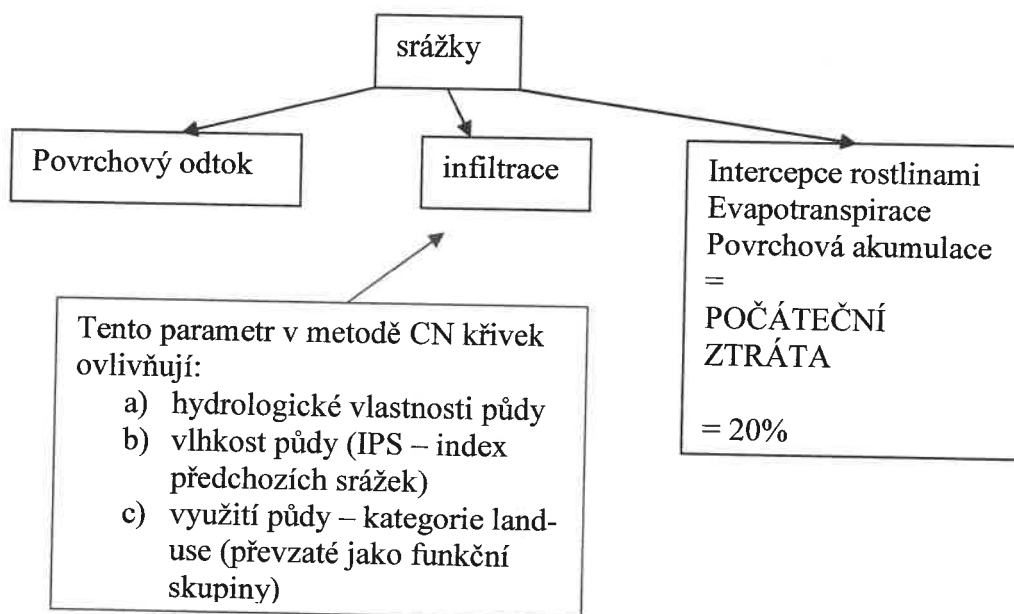 srážky
Povrchový odtok
infiltrace
Intercepce rostlinami
Evapotranspirace
Povrchová akumulace
=
POČÁTEČNÍ
ZTRÁTA
= 20%
Tento parametr v metodě CN křivek
ovlivňují:
a) hydrologické vlastnosti půdy
b) vlhkost půdy (IPS – index
předchozích srážek)
c) využití půdy – kategorie land-
use (převzaté jako funkční
skupiny)